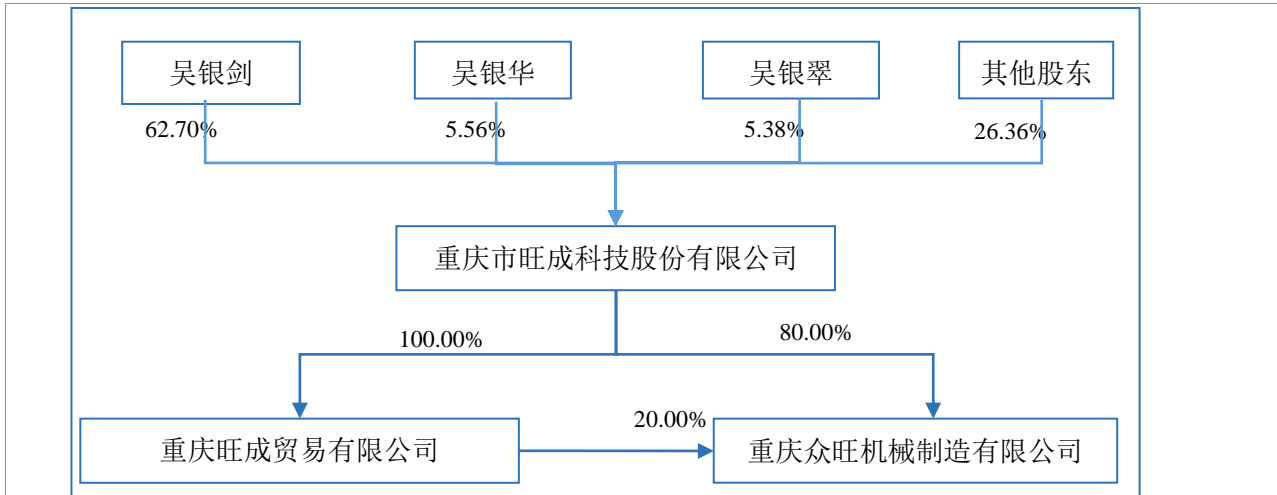 吴银剑
吴银华
吴银翠
其他股东
62.70%
5.56%
5.38%
26.36%
重庆市旺成科技股份有限公司
100.00%
80.00%
20.00%
重庆旺成贸易有限公司
重庆众旺机械制造有限公司